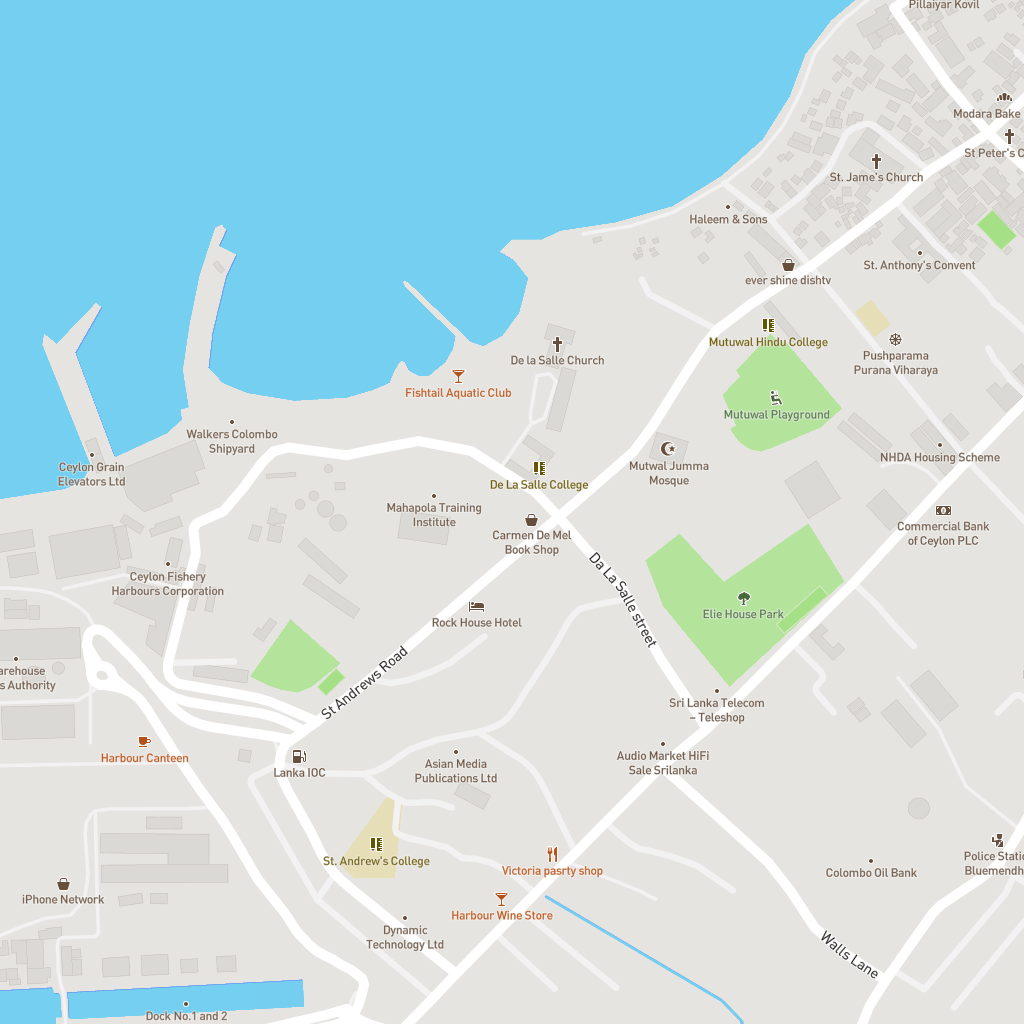 Pillaiyar Kovil
Modara Bake
St Peter's C
St. Jame's Church
Haleem & Sons
St. Anthony's Convent
ever shine dishtv
Mutuwal Hindu College
De la Salle Church
Pushparama
Purana Viharaya
Fishtail Aquatic Club
Mutuwal Playground
Walkers Colombo
Shipyard
NHDA Housing Scheme
Ceylon Grain
Elevators Ltd
Mutwal Jumma
Mosque
De La Salle College
Mahapola Training
Institute
Commercial Bank
of Ceylon PLC
Carmen De Mel
Book Shop
Da La Salle street
Ceylon Fishery
Harbours Corporation
Elie House Park
Rock House Hotel
St Andrews Road
arehouse
s Authority
Sri Lanka Telecom
– Teleshop
Harbour Canteen
Lanka IOC
Asian Media
Publications Ltd
Audio Market HiFi
Sale Srilanka
St. Andrew's College
Victoria pasrty shop
Colombo Oil Bank
Police Statio
Bluemendh
iPhone Network
Harbour Wine Store
Dynamic
Technology Ltd
Walls Lane
Dock No.1 and 2